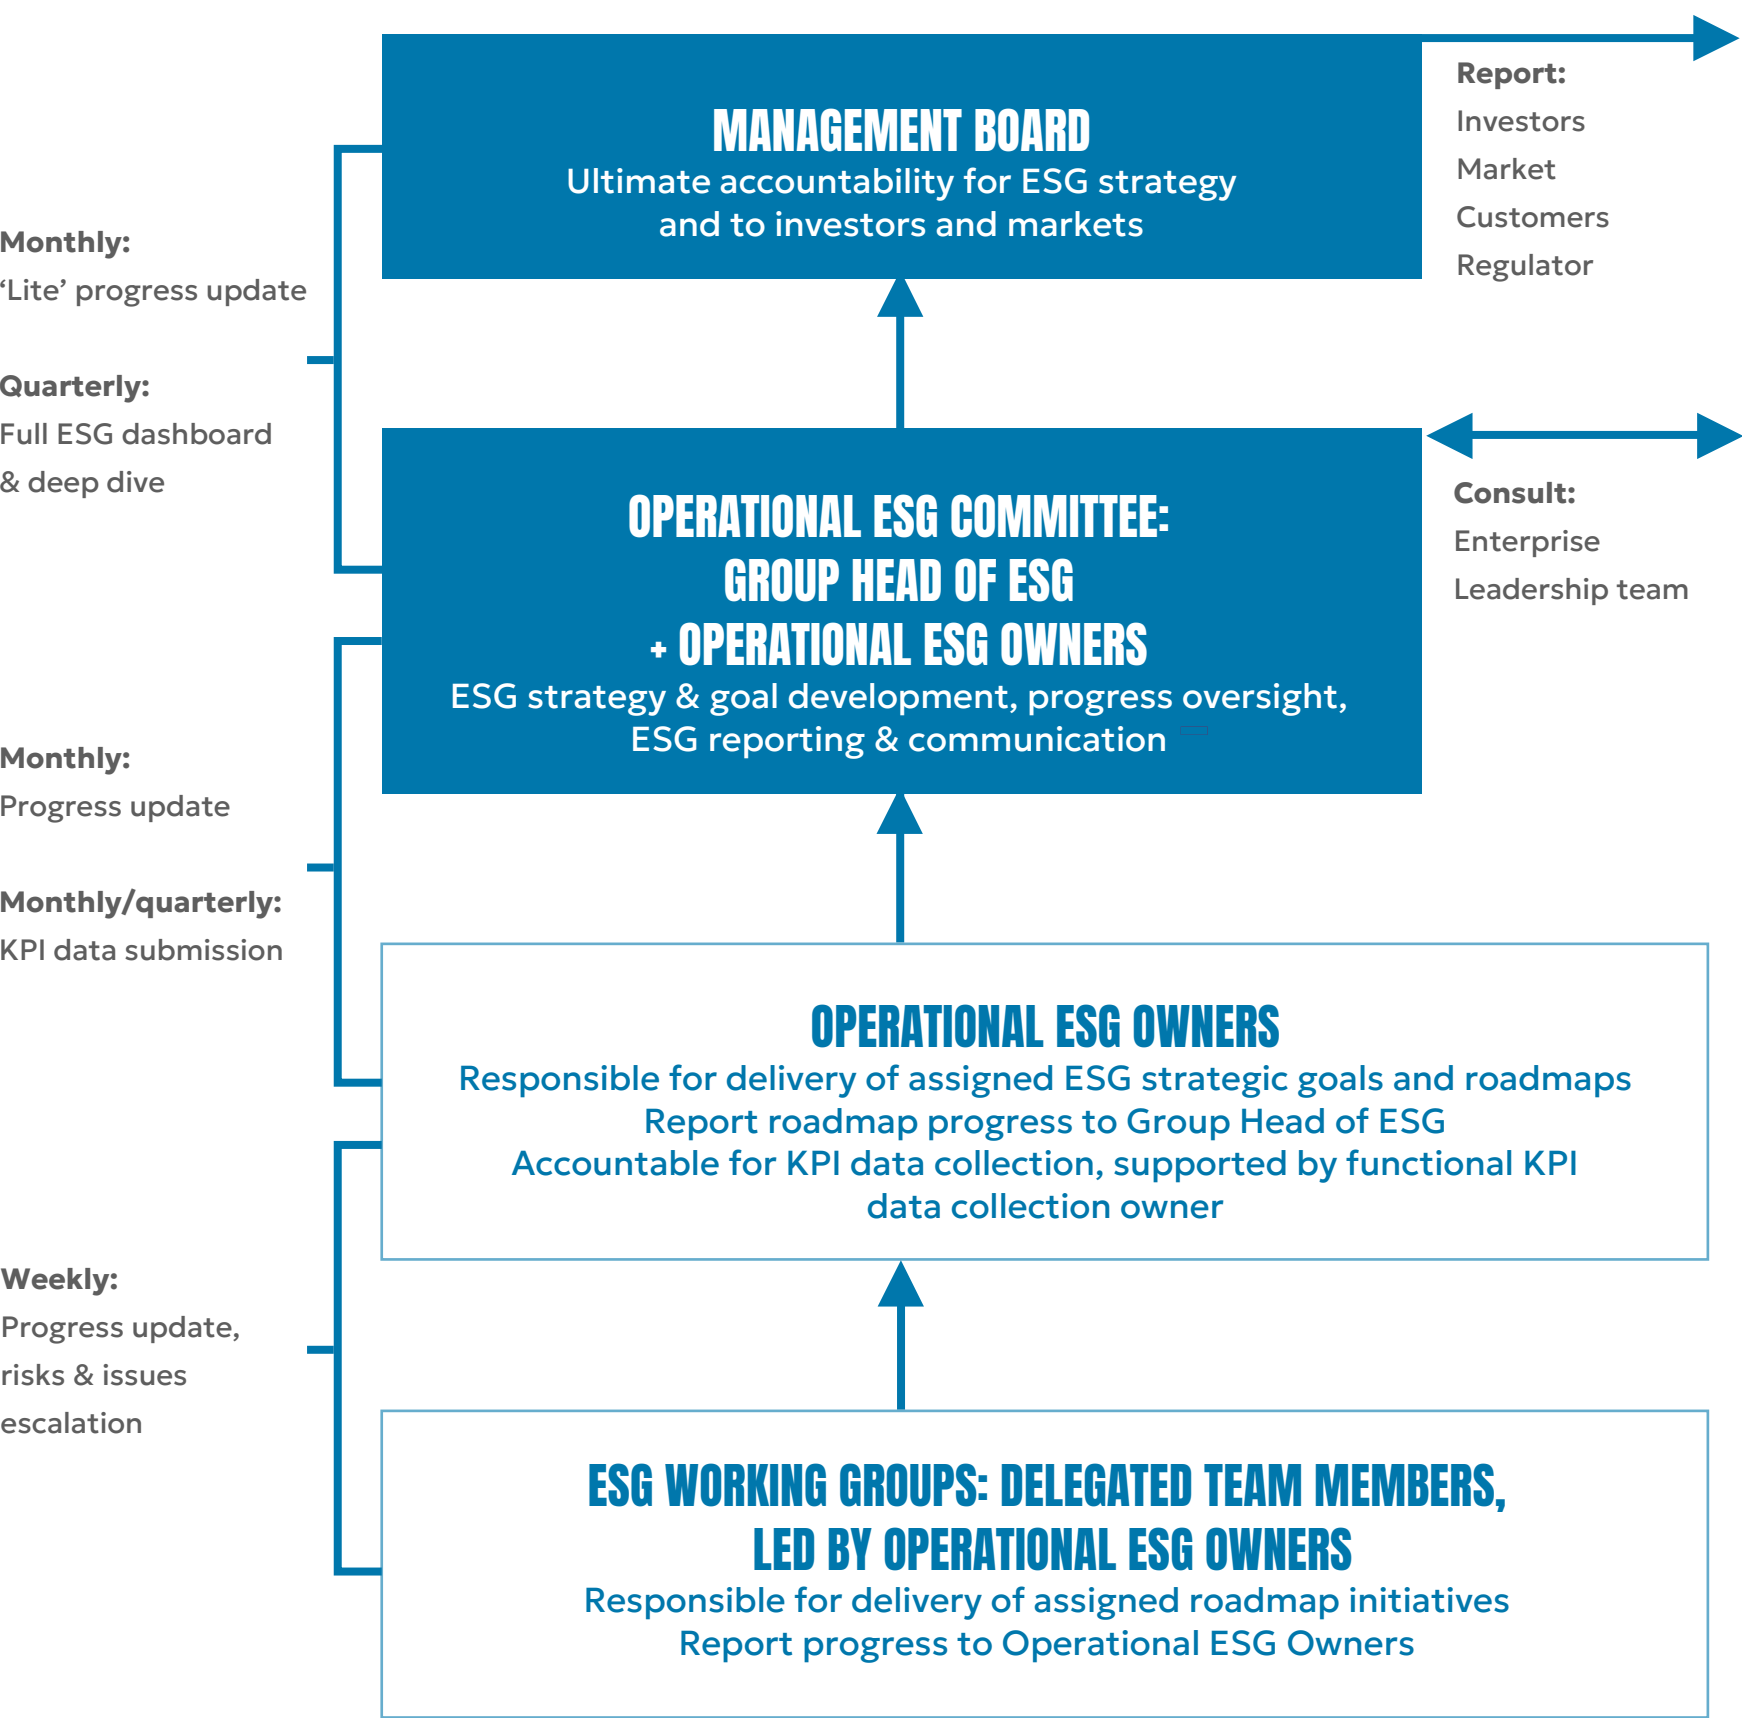 MANAGEMENT BOARD
Ultimate accountability for ESG strategy
and to investors and markets
Report:
Investors
Market
Customers
Regulator
Monthly:
‘Lite’ progress update
Quarterly:
Full ESG dashboard
& deep dive
OPERATIONAL ESG COMMITTEE:
GROUP HEAD OF ESG
+ OPERATIONAL ESG OWNERS
ESG strategy & goal development, progress oversight,
ESG reporting & communication
Consult:
Enterprise
Leadership team
Monthly:
Progress update
Monthly/quarterly:
KPI data submission
OPERATIONAL ESG OWNERS
Responsible for delivery of assigned ESG strategic goals and roadmaps
Report roadmap progress to Group Head of ESG
Accountable for KPI data collection, supported by functional KPI
data collection owner
Weekly:
Progress update,
risks & issues
escalation
ESG WORKING GROUPS: DELEGATED TEAM MEMBERS,
LED BY OPERATIONAL ESG OWNERS
Responsible for delivery of assigned roadmap initiatives
Report progress to Operational ESG Owners